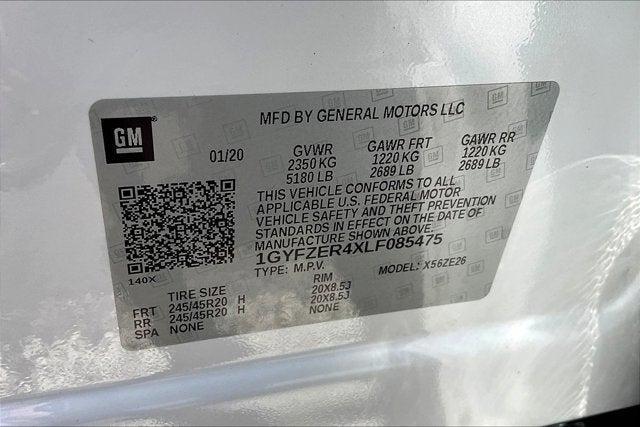 MFD BY GENERAL MOTORS LLC
GM
01/20
GVWR GAWR FRT GAWR RR
2350 KG 1220 KG 1220 KG
5180 LB 2689 LB 2689 LB
THIS VEHICLE CONFORMS TO ALL
APPLICABLE U.S. FEDERAL MOTOR
VEHICLE SAFETY AND THEFT PREVENTION
STANDARDS IN EFFECT ON THE DATE OF
MANUFACTURE SHOWN ABOVE.
1GYFZER4XLF085475
TYPE: M.P.V. MODEL: X56ZE26
140X
TIRE SIZE RIM
FRT 245/45R20 H 20X8.5J
RR 245/45R20 H 20X8.5J
SPA NONE NONE